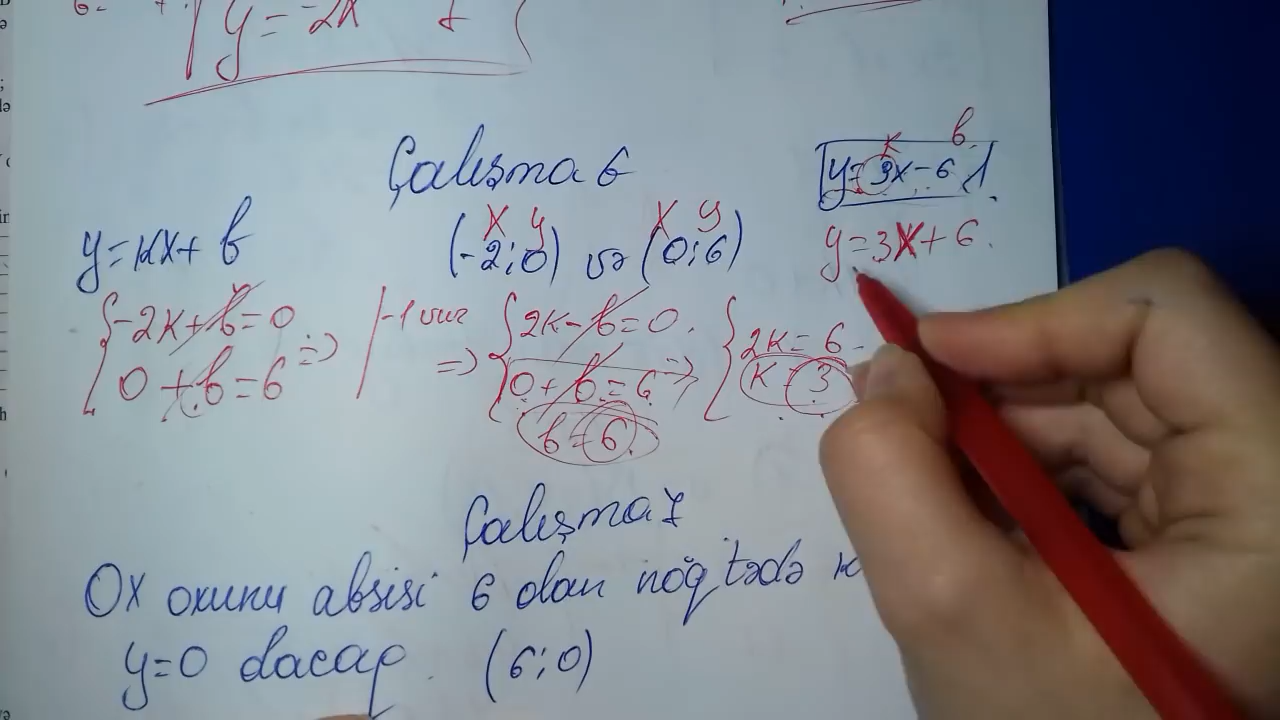 y = -2x
Çalışma 6
k b
y = 3x - 6
y = kx + b
x y x y
(-2; 0) və (0; 6)
y = 3x + 6.
{ -2k + b = 0 => | -1 vur { 2k - b = 0. { 2k = 6
0 + b = 6 => 0 + b = 6 => k = 3
b = 6.
Çalışma 7
Ox oxunu absisi 6 olan nöqtədə
y = 0 olacaq. (6; 0)